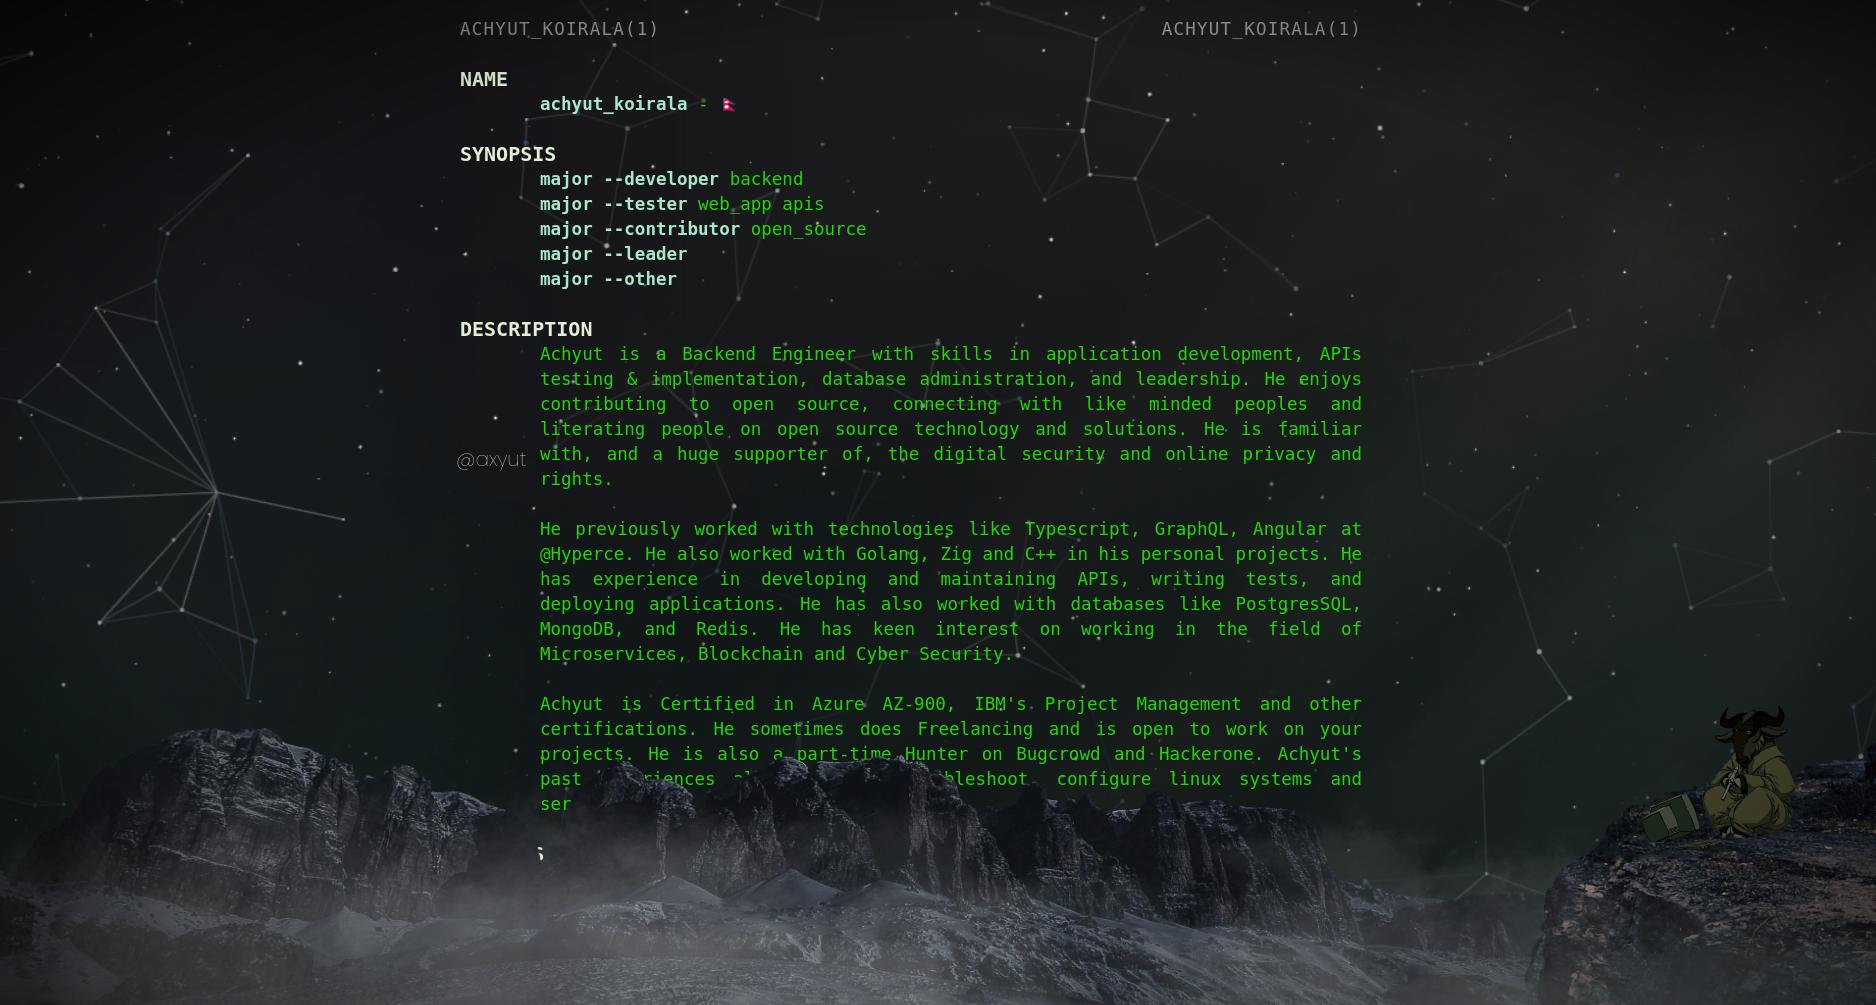 ACHYUT_KOIRALA(1) ACHYUT_KOIRALA(1)
NAME
achyut_koirala - 🇳🇵
SYNOPSIS
major --developer backend
major --tester web_app apis
major --contributor open_source
major --leader
major --other
DESCRIPTION
Achyut is a Backend Engineer with skills in application development, APIs
testing & implementation, database administration, and leadership. He enjoys
contributing to open source, connecting with like minded peoples and
literating people on open source technology and solutions. He is familiar
@axyut
with, and a huge supporter of, the digital security and online privacy and
rights.
He previously worked with technologies like Typescript, GraphQL, Angular at
@Hyperce. He also worked with Golang, Zig and C++ in his personal projects. He
has experience in developing and maintaining APIs, writing tests, and
deploying applications. He has also worked with databases like PostgresSQL,
MongoDB, and Redis. He has keen interest on working in the field of
Microservices, Blockchain and Cyber Security.
Achyut is Certified in Azure AZ-900, IBM's Project Management and other
certifications. He sometimes does Freelancing and is open to work on your
projects. He is also a part-time Hunter on Bugcrowd and Hackerone. Achyut's
past configure linux systems and